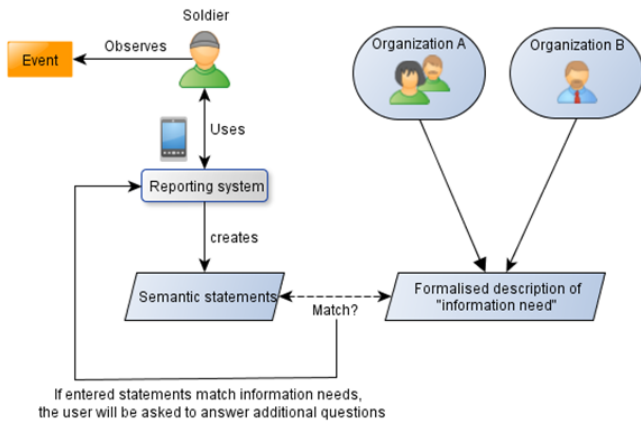 Soldier
Observes
Event
Organization A
Organization B
Uses
Reporting system
creates
Semantic statements
Match?
Formalised description of
"information need"
If entered statements match information needs,
the user will be asked to answer additional questions